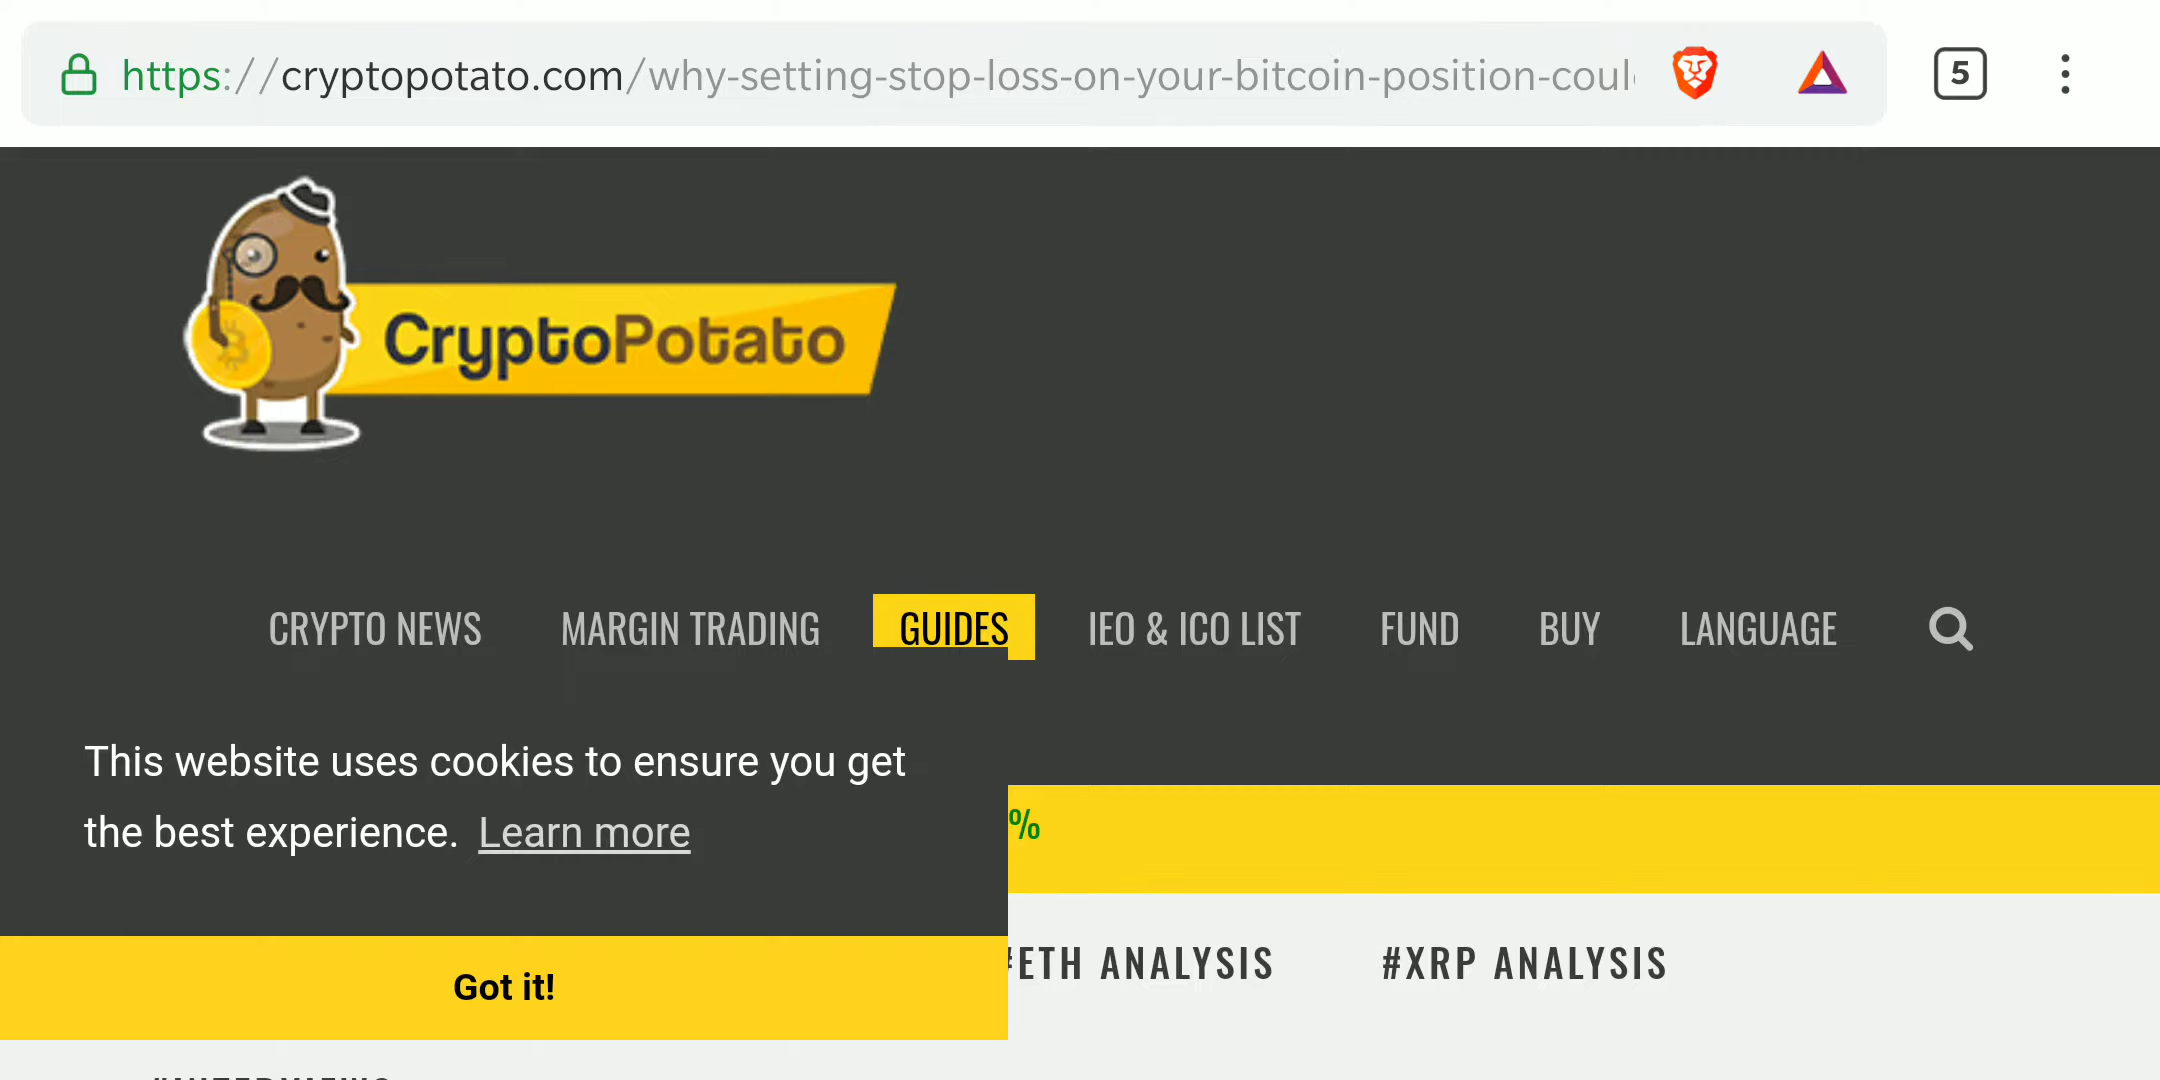 https://cryptopotato.com/why-setting-stop-loss-on-your-bitcoin-position-coul
5
CryptoPotato
CRYPTO NEWS MARGIN TRADING GUIDES IEO & ICO LIST FUND BUY LANGUAGE
This website uses cookies to ensure you get
the best experience. Learn more
%
Got it!
#ETH ANALYSIS #XRP ANALYSIS